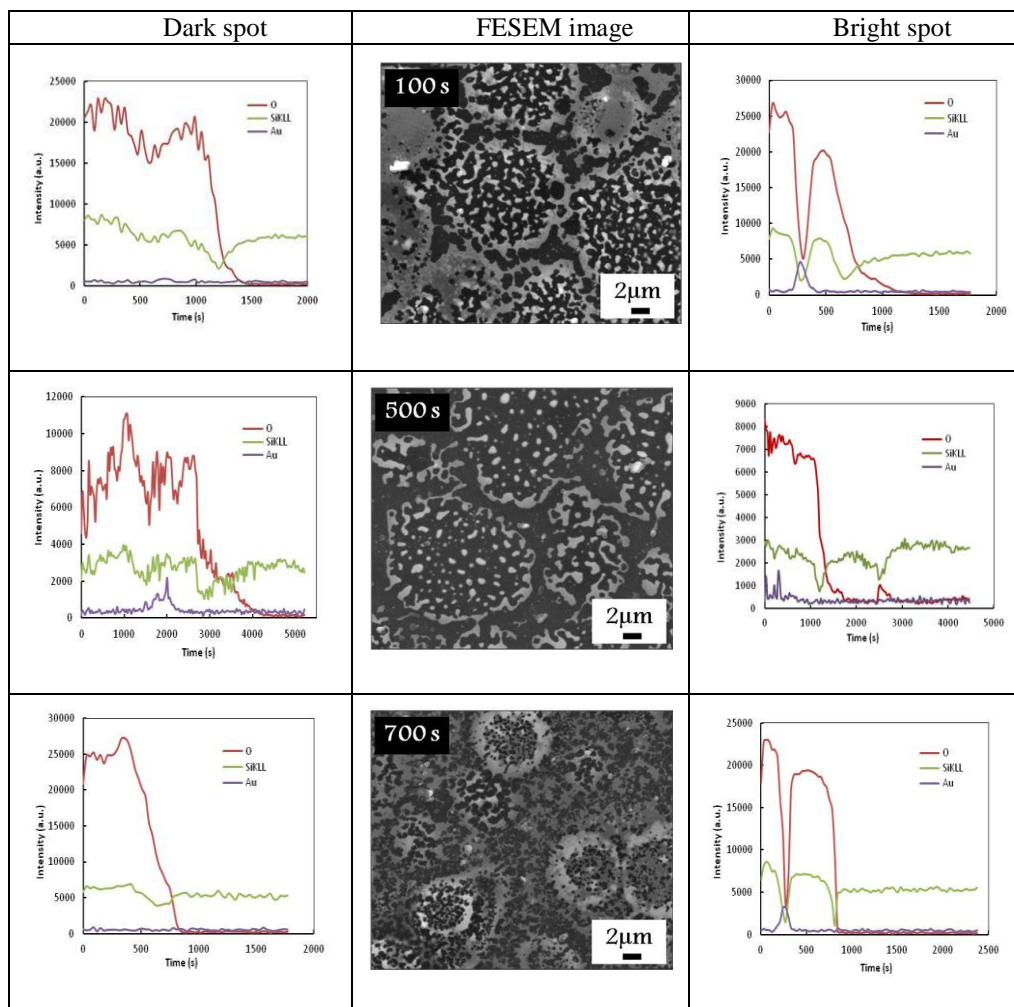 Dark spot
FESEM image
Bright spot
25000
20000
15000
10000
5000
0
Intensity (a.u.)
0 500 1000 1500 2000
Time (s)
O
SiKLL
Au
100 s
2μm
30000
25000
20000
15000
10000
5000
0
Intensity (a.u.)
0 500 1000 1500 2000
Time (s)
O
SiKLL
Au
12000
10000
8000
6000
4000
2000
0
Intensity (a.u.)
0 1000 2000 3000 4000 5000
Time (s)
O
SiKLL
Au
500 s
2μm
9000
8000
7000
6000
5000
4000
3000
2000
1000
0
Intensity (a.u.)
0 1000 2000 3000 4000 5000
Time (s)
O
SiKLL
Au
30000
25000
20000
15000
10000
5000
0
Intensity (a.u.)
0 500 1000 1500 2000
Time (s)
O
SiKLL
Au
700 s
2μm
25000
20000
15000
10000
5000
0
Intensity (a.u.)
0 500 1000 1500 2000 2500
Time (s)
O
SiKLL
Au